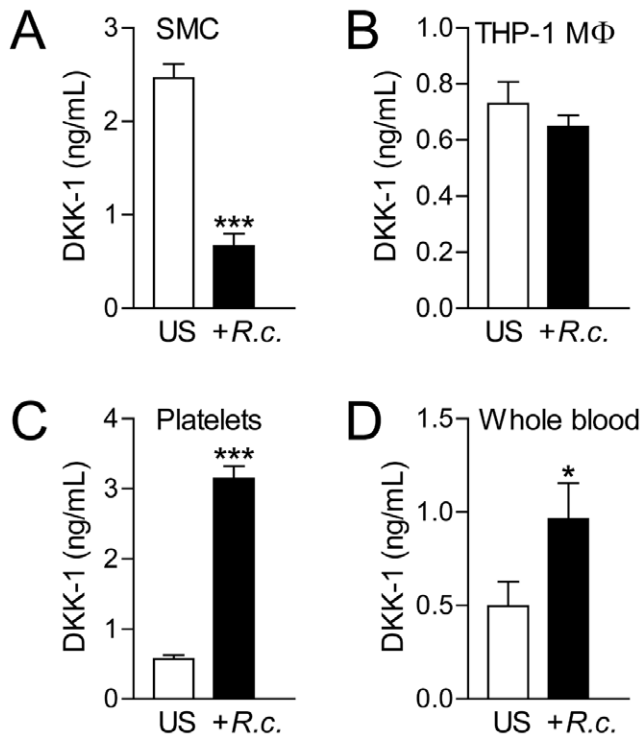 A
SMC
DKK-1 (ng/mL)
3
2
1
0
***
US +R.c.
B
THP-1 MΦ
DKK-1 (ng/mL)
1.0
0.8
0.6
0.4
0.2
0.0
US +R.c.
C
Platelets
DKK-1 (ng/mL)
4
3
2
1
0
***
US +R.c.
D
Whole blood
DKK-1 (ng/mL)
1.5
1.0
0.5
0.0
*
US +R.c.